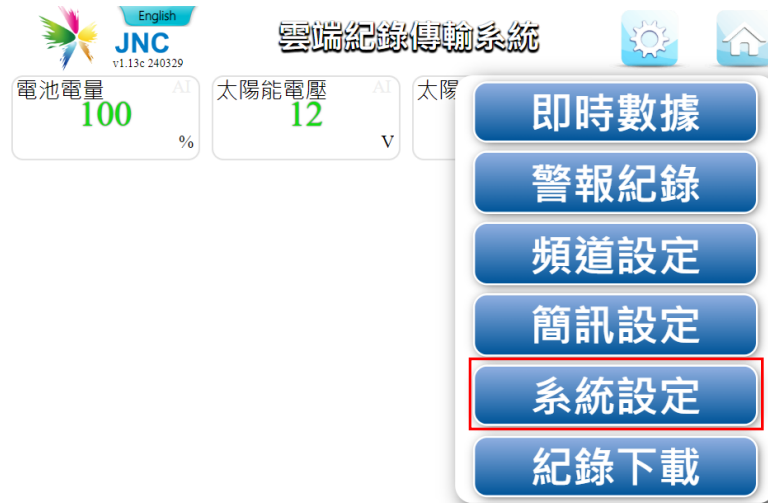 English
JNC
v1.13c 240329
雲端紀錄傳輸系統
電池電量 AI
100
%
太陽能電壓 AI
12
V
太陽
即時數據
警報紀錄
頻道設定
簡訊設定
系統設定
紀錄下載